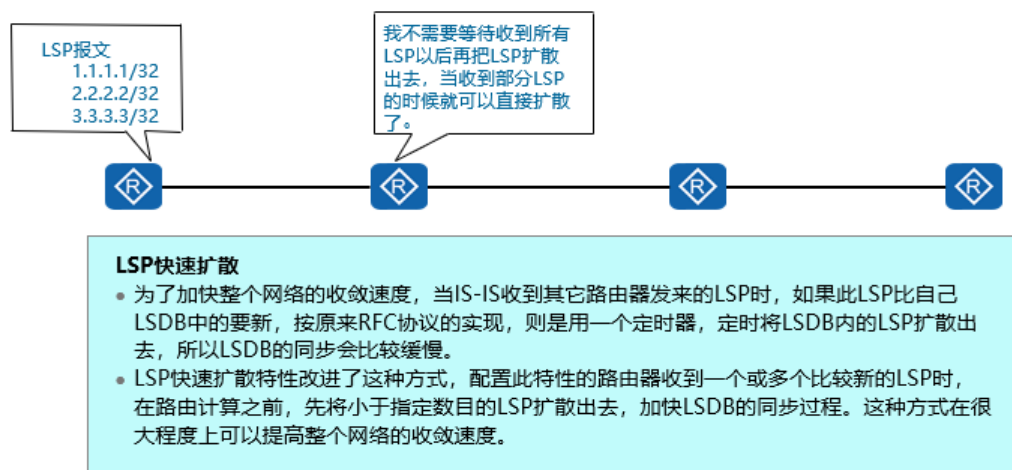 LSP报文
1.1.1.1/32
2.2.2.2/32
3.3.3.3/32
我不需要等待收到所有
LSP以后再把LSP扩散
出去，当收到部分LSP
的时候就可以直接扩散
了。
R
R
R
R
LSP快速扩散
• 为了加快整个网络的收敛速度，当IS-IS收到其它路由器发来的LSP时，如果此LSP比自己
LSDB中的要新，按原来RFC协议的实现，则是用一个定时器，定时将LSDB内的LSP扩散出
去，所以LSDB的同步会比较缓慢。
• LSP快速扩散特性改进了这种方式，配置此特性的路由器收到一个或多个比较新的LSP时，
在路由计算之前，先将小于指定数目的LSP扩散出去，加快LSDB的同步过程。这种方式在很
大程度上可以提高整个网络的收敛速度。